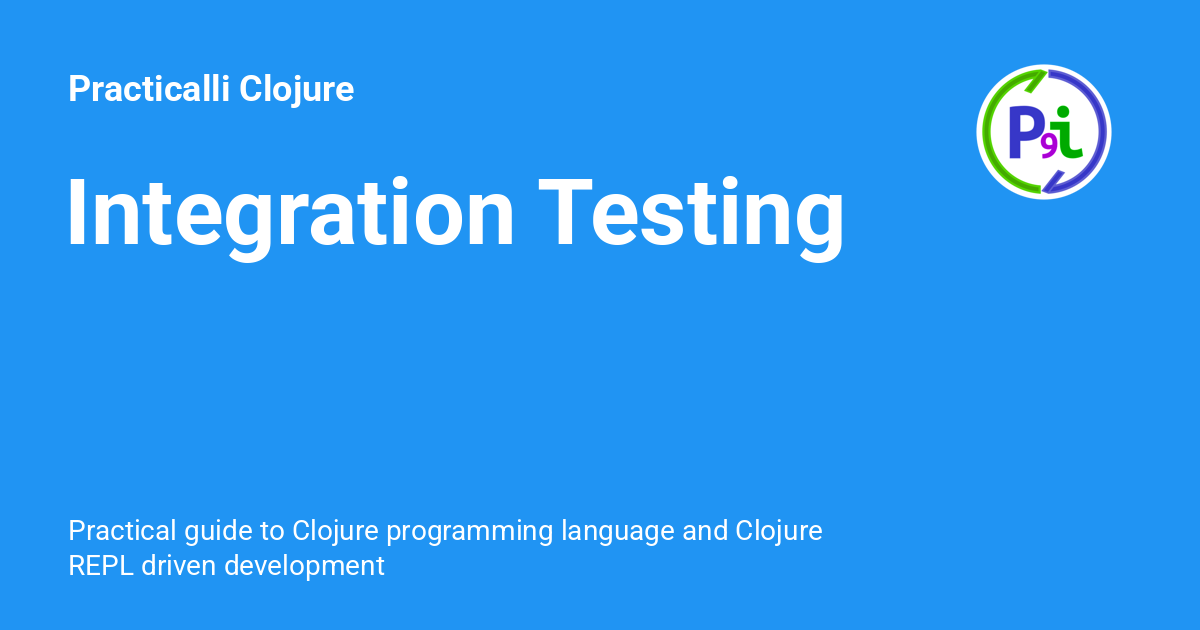 Practicalli Clojure
P9i
Integration Testing
Practical guide to Clojure programming language and Clojure
REPL driven development